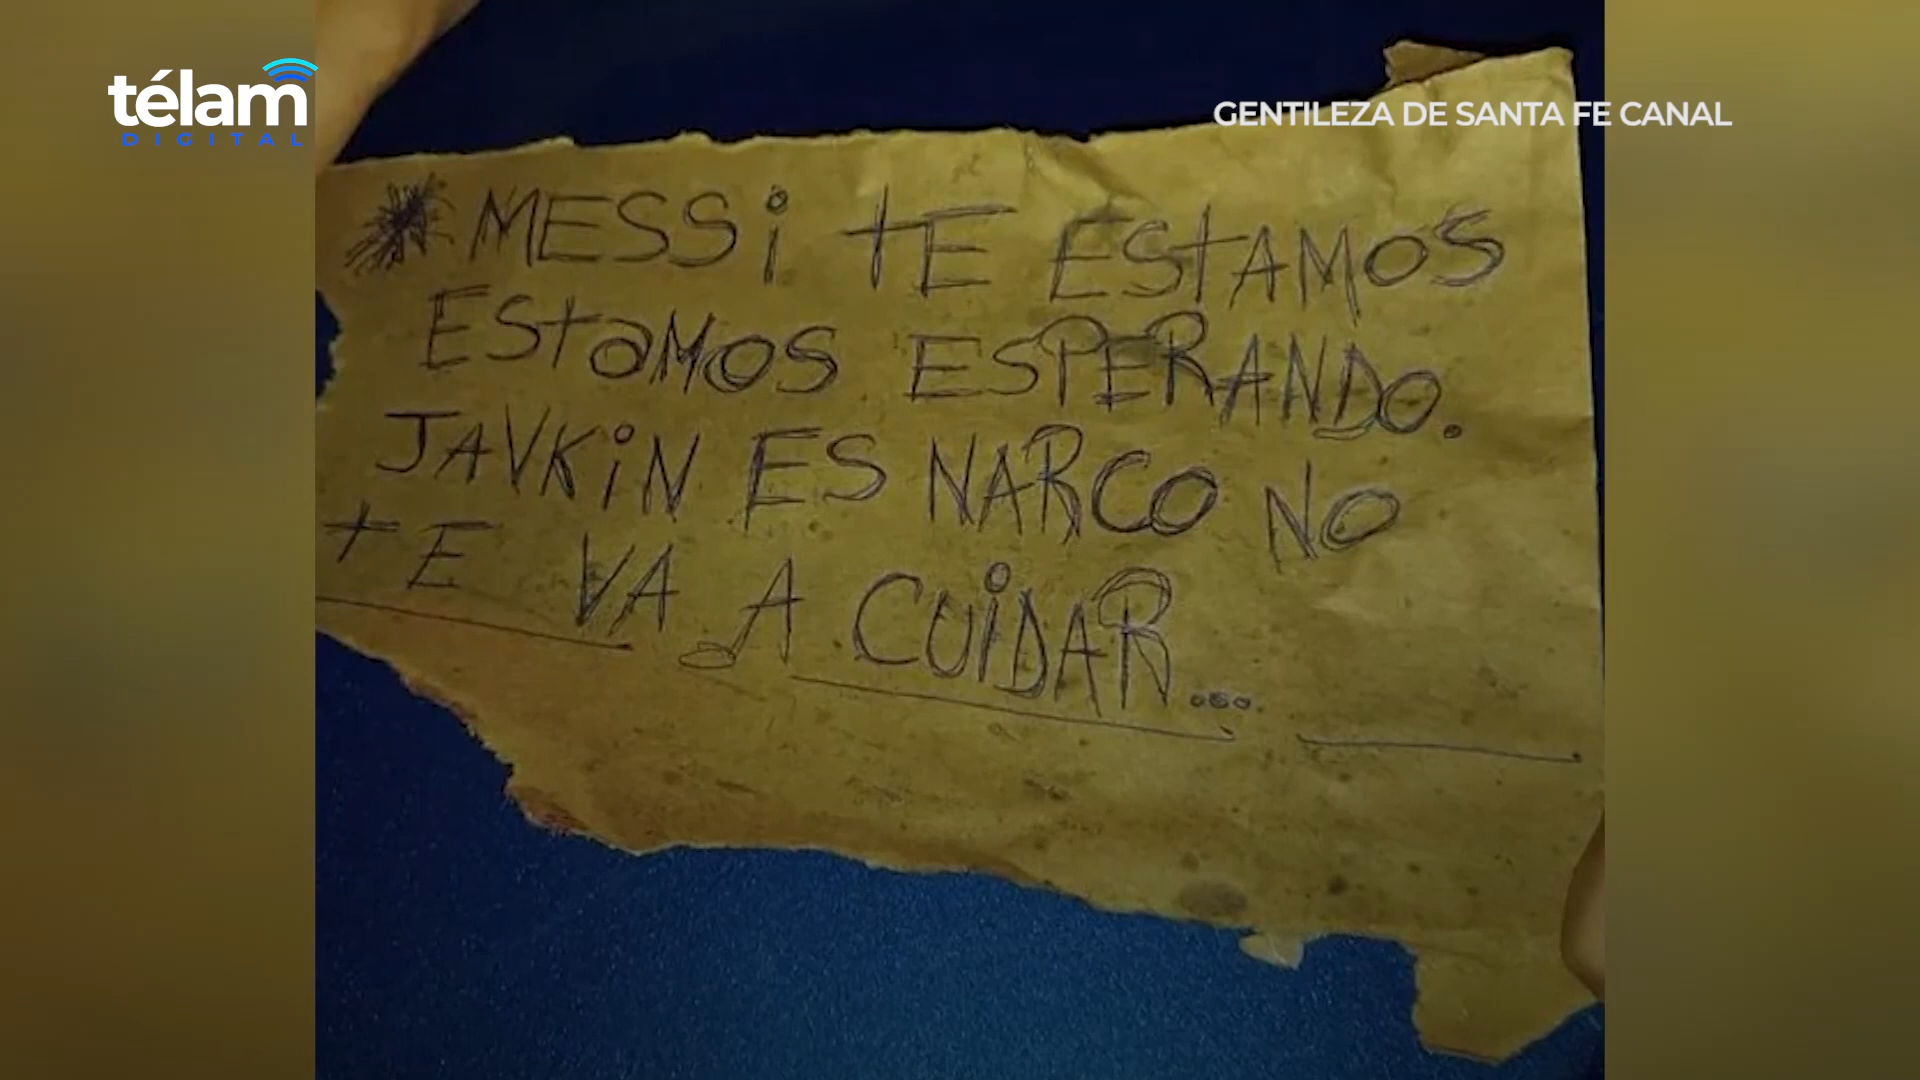 télam
DIGITAL
GENTILEZA DE SANTA FE CANAL
MESSi tE EStAMOS
EStaMOS ESPERANDO.
JAVKiN ES NARCO NO
tE VA A CUiDAR...